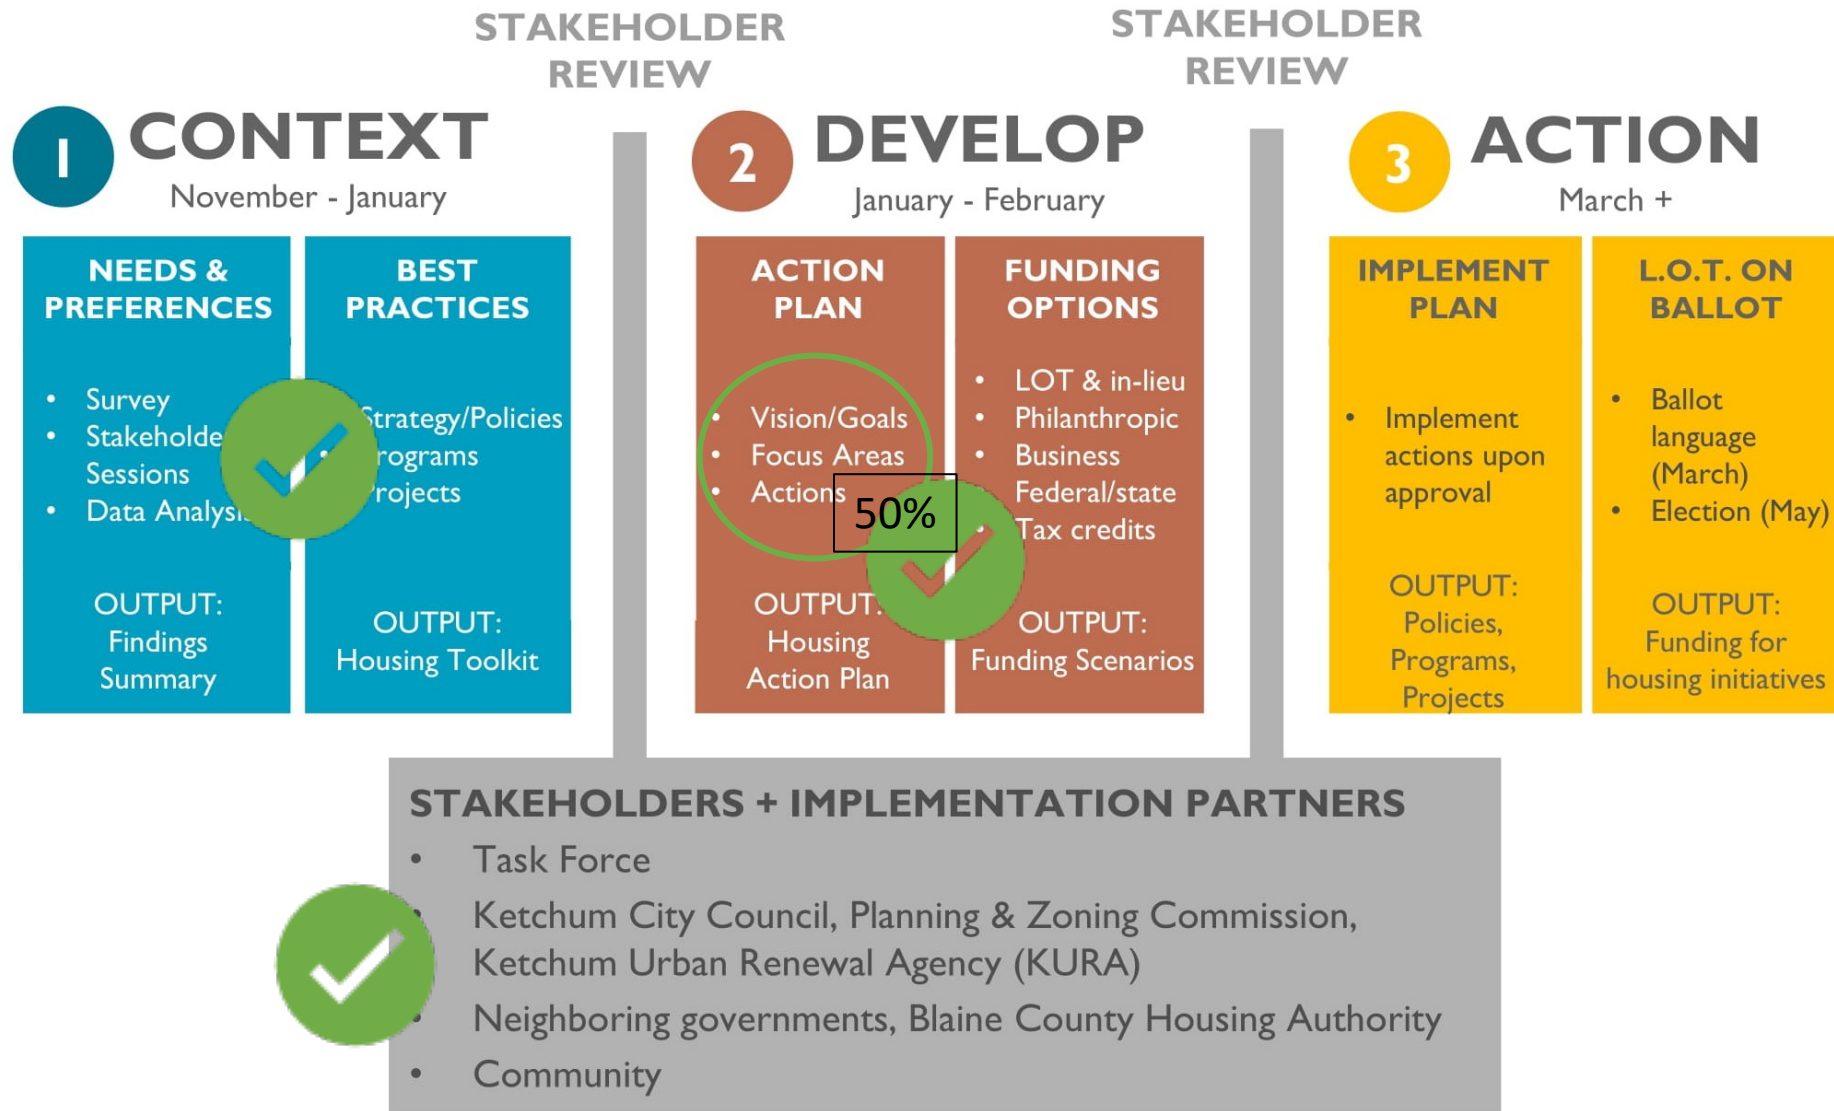 STAKEHOLDER
REVIEW
STAKEHOLDER
REVIEW
1 CONTEXT
November - January
NEEDS &
PREFERENCES
• Survey
• Stakeholde
Sessions
• Data Analysis
OUTPUT:
Findings
Summary
BEST
PRACTICES
Strategy/Policies
• rograms
rojects
OUTPUT:
Housing Toolkit
2 DEVELOP
January - February
ACTION
PLAN
• Vision/Goals
• Focus Areas
• Actions
50%
OUTPUT:
Housing
Action Plan
FUNDING
OPTIONS
• LOT & in-lieu
• Philanthropic
• Business
• Federal/state
• Tax credits
OUTPUT:
Funding Scenarios
3 ACTION
March +
IMPLEMENT
PLAN
• Implement
actions upon
approval
OUTPUT:
Policies,
Programs,
Projects
L.O.T. ON
BALLOT
• Ballot
language
(March)
• Election (May)
OUTPUT:
Funding for
housing initiatives
STAKEHOLDERS + IMPLEMENTATION PARTNERS
• Task Force
• Ketchum City Council, Planning & Zoning Commission,
Ketchum Urban Renewal Agency (KURA)
• Neighboring governments, Blaine County Housing Authority
• Community